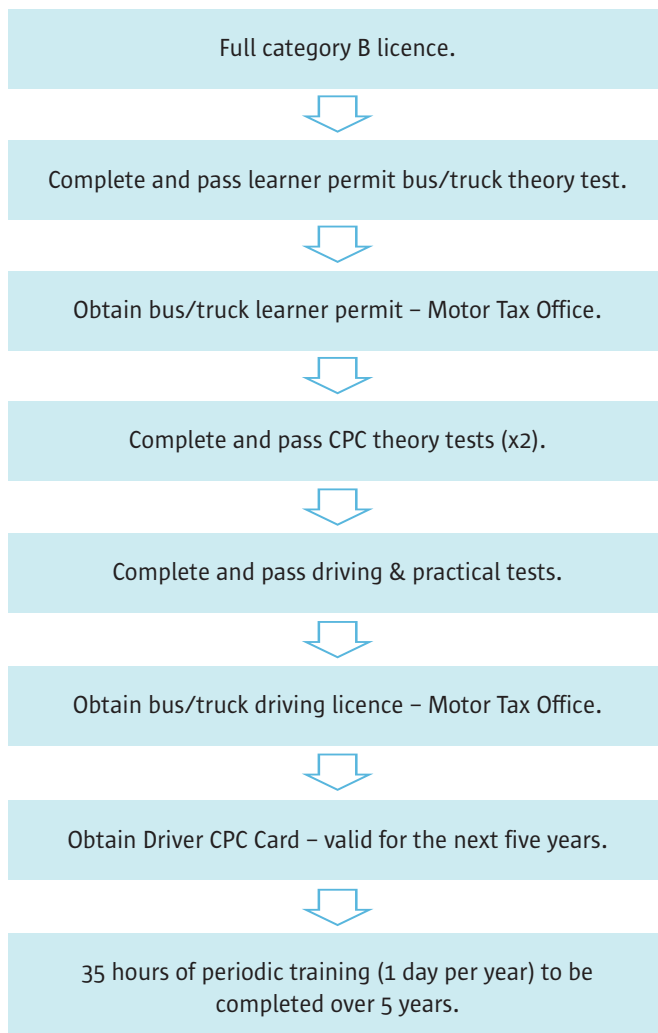 Full category B licence.
Complete and pass learner permit bus/truck theory test.
Obtain bus/truck learner permit – Motor Tax Office.
Complete and pass CPC theory tests (x2).
Complete and pass driving & practical tests.
Obtain bus/truck driving licence – Motor Tax Office.
Obtain Driver CPC Card – valid for the next five years.
35 hours of periodic training (1 day per year) to be
completed over 5 years.